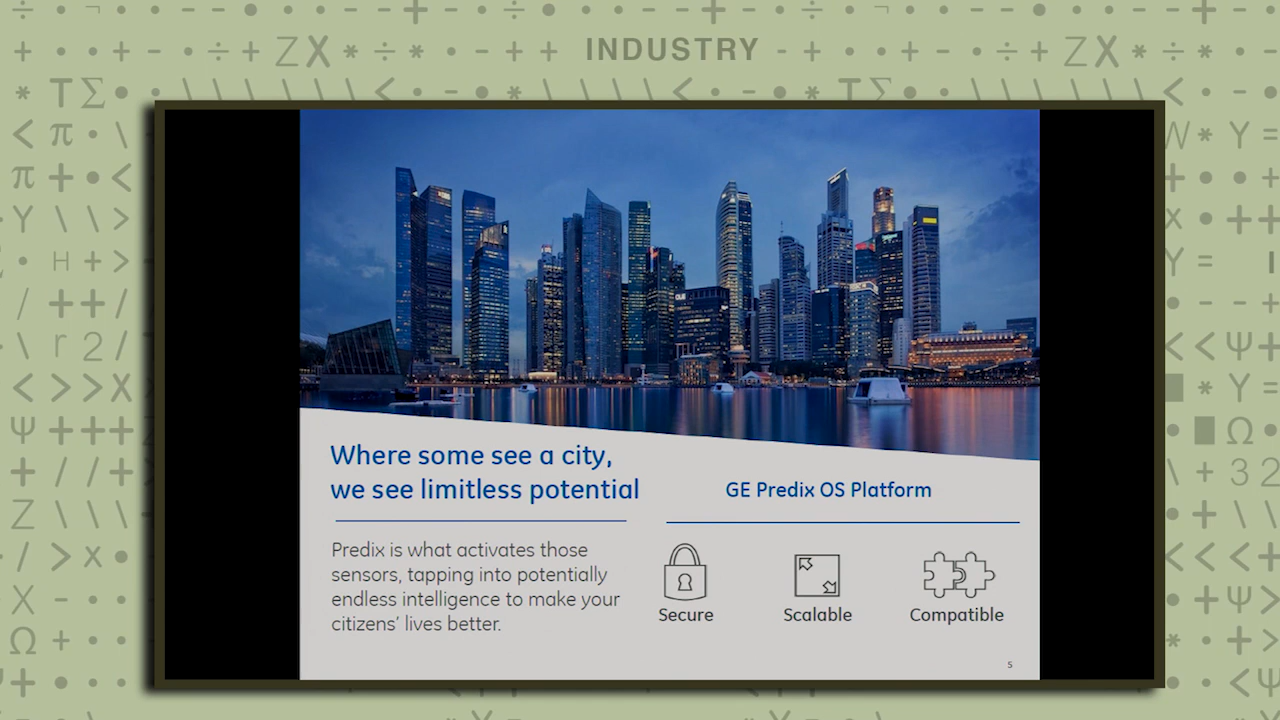 INDUSTRY
Where some see a city,
we see limitless potential
Predix is what activates those
sensors, tapping into potentially
endless intelligence to make your
citizens’ lives better.
GE Predix OS Platform
Secure
Scalable
Compatible
5